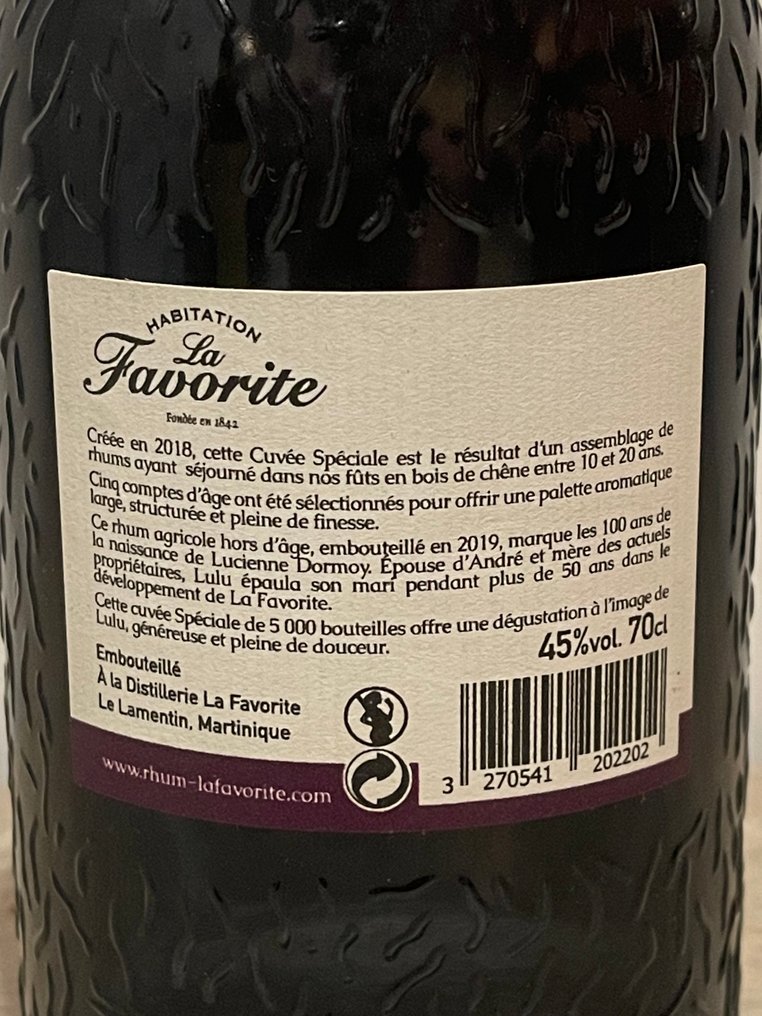 HABITATION
La
Favorite
Fondée en 1842
Créée en 2018, cette Cuvée Spéciale est le résultat d'un assemblage de
rhums ayant séjourné dans nos fûts en bois de chêne entre 10 et 20 ans.
Cinq comptes d'âge ont été sélectionnés pour offrir une palette aromatique
large, structurée et pleine de finesse.
Ce rhum agricole hors d'âge, embouteillé en 2019, marque les 100 ans de
la naissance de Lucienne Dormoy. Épouse d'André et mère des actuels
propriétaires, Lulu épaula son mari pendant plus de 50 ans dans le
développement de La Favorite.
Cette cuvée Spéciale de 5 000 bouteilles offre une dégustation à l'image de
Lulu, généreuse et pleine de douceur.
45%vol. 70cl
Embouteillé
À la Distillerie La Favorite
Le Lamentin, Martinique
www.rhum-lafavorite.com
3 270541 202202